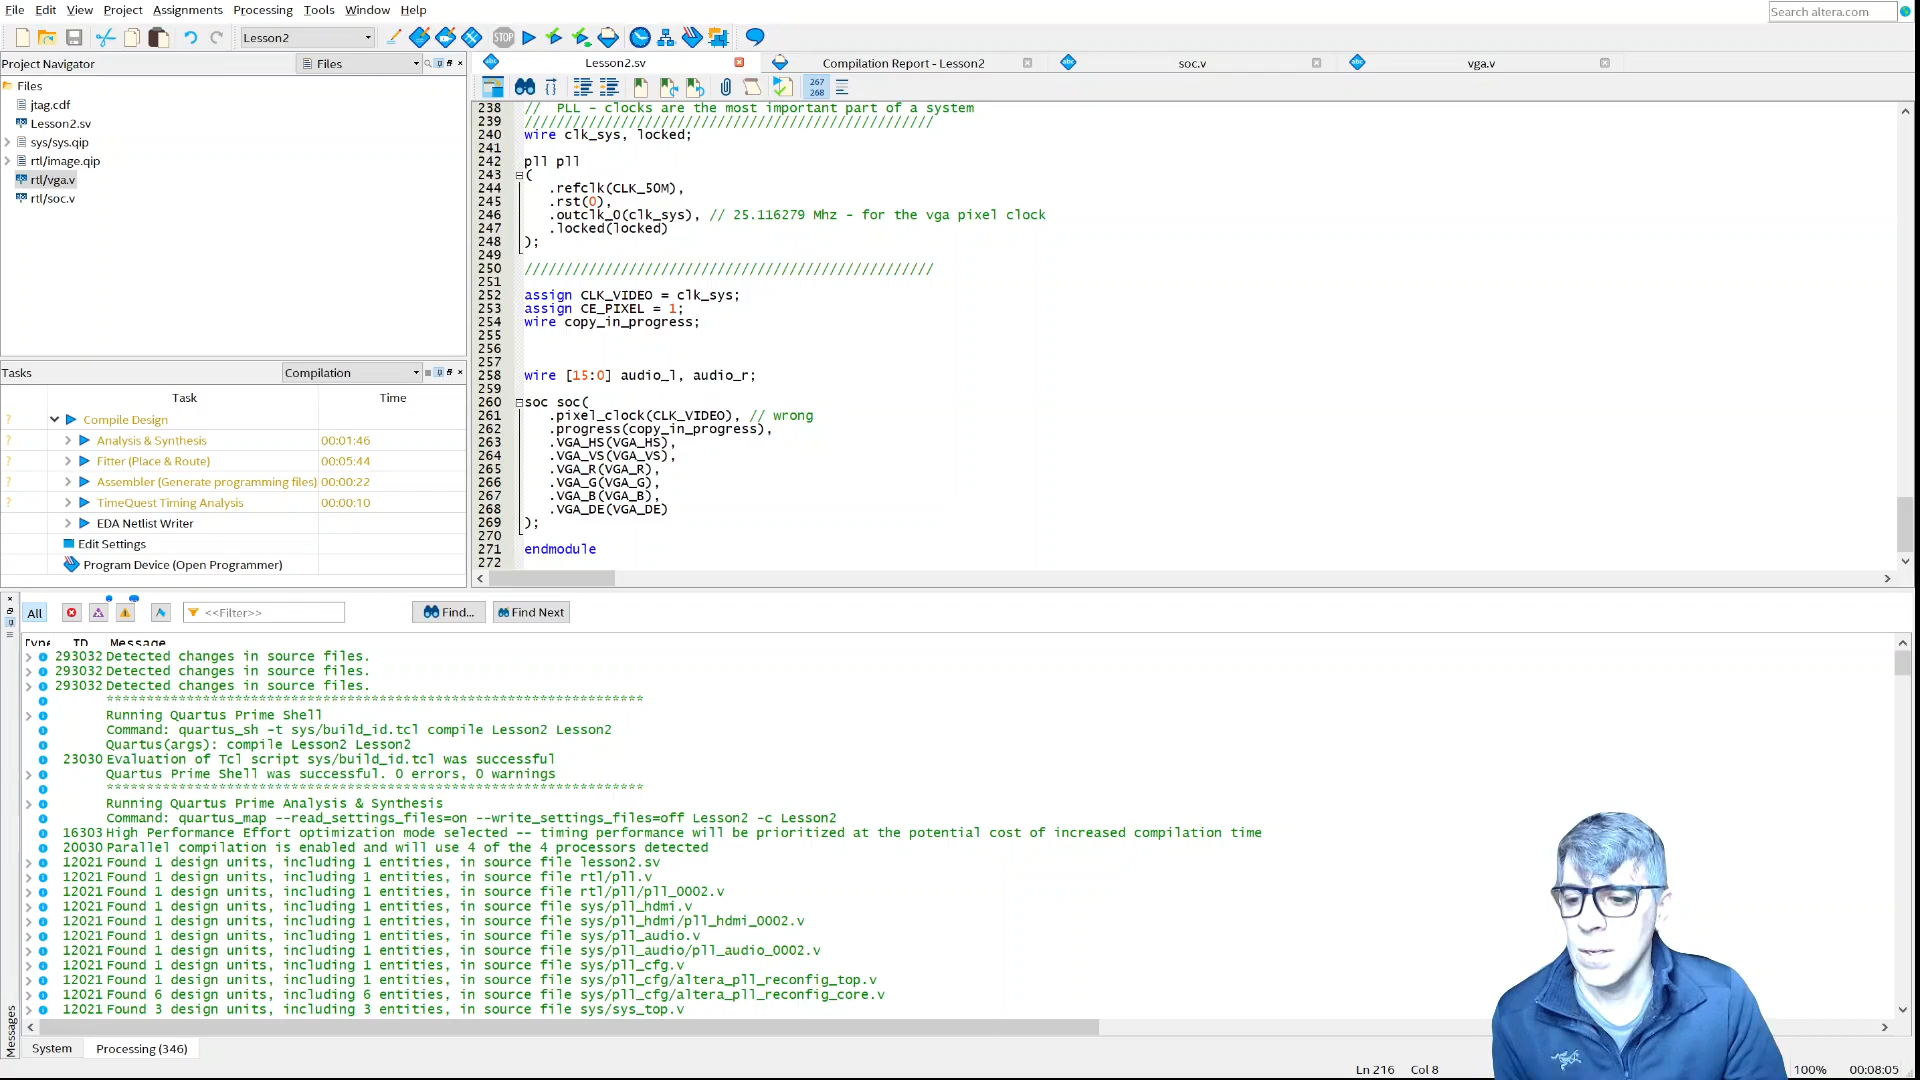 File Edit View Project Assignments Processing Tools Window Help
Search altera.com
Lesson2
Project Navigator
Files
Files
jtag.cdf
Lesson2.sv
sys/sys.qip
rtl/image.qip
rtl/vga.v
rtl/soc.v
Tasks
Compilation
Task Time
Compile Design
Analysis & Synthesis 00:01:46
Fitter (Place & Route) 00:05:44
Assembler (Generate programming files) 00:00:22
TimeQuest Timing Analysis 00:00:10
EDA Netlist Writer
Edit Settings
Program Device (Open Programmer)
Lesson2.sv
Compilation Report - Lesson2
soc.v
vga.v
STOP
267
268
238 // PLL - clocks are the most important part of a system
239 ///////////////////////////////////////////////////
240 wire clk_sys, locked;
241
242 pll pll
243 (
244 .refclk(CLK_50M),
245 .rst(0),
246 .outclk_0(clk_sys), // 25.116279 Mhz - for the vga pixel clock
247 .locked(locked)
248 );
249
250 ///////////////////////////////////////////////////
251
252 assign CLK_VIDEO = clk_sys;
253 assign CE_PIXEL = 1;
254 wire copy_in_progress;
255
256
257
258 wire [15:0] audio_l, audio_r;
259
260 soc soc(
261 .pixel_clock(CLK_VIDEO), // wrong
262 .progress(copy_in_progress),
263 .VGA_HS(VGA_HS),
264 .VGA_VS(VGA_VS),
265 .VGA_R(VGA_R),
266 .VGA_G(VGA_G),
267 .VGA_B(VGA_B),
268 .VGA_DE(VGA_DE)
269 );
270
271 endmodule
272
All
<<Filter>>
Find... Find Next
Type ID Message
293032 Detected changes in source files.
293032 Detected changes in source files.
293032 Detected changes in source files.
*******************************************************************
Running Quartus Prime Shell
Command: quartus_sh -t sys/build_id.tcl compile Lesson2 Lesson2
Quartus(args): compile Lesson2 Lesson2
23030 Evaluation of Tcl script sys/build_id.tcl was successful
Quartus Prime Shell was successful. 0 errors, 0 warnings
*******************************************************************
Running Quartus Prime Analysis & Synthesis
Command: quartus_map --read_settings_files=on --write_settings_files=off Lesson2 -c Lesson2
16303 High Performance Effort optimization mode selected -- timing performance will be prioritized at the potential cost of increased compilation time
20030 Parallel compilation is enabled and will use 4 of the 4 processors detected
12021 Found 1 design units, including 1 entities, in source file lesson2.sv
12021 Found 1 design units, including 1 entities, in source file rtl/pll.v
12021 Found 1 design units, including 1 entities, in source file rtl/pll/pll_0002.v
12021 Found 1 design units, including 1 entities, in source file sys/pll_hdmi.v
12021 Found 1 design units, including 1 entities, in source file sys/pll_hdmi/pll_hdmi_0002.v
12021 Found 1 design units, including 1 entities, in source file sys/pll_audio.v
12021 Found 1 design units, including 1 entities, in source file sys/pll_audio/pll_audio_0002.v
12021 Found 1 design units, including 1 entities, in source file sys/pll_cfg.v
12021 Found 1 design units, including 1 entities, in source file sys/pll_cfg/altera_pll_reconfig_top.v
12021 Found 6 design units, including 6 entities, in source file sys/pll_cfg/altera_pll_reconfig_core.v
12021 Found 3 design units, including 3 entities, in source file sys/sys_top.v
Messages
System Processing (346)
Ln 216 Col 8
100% 00:08:05